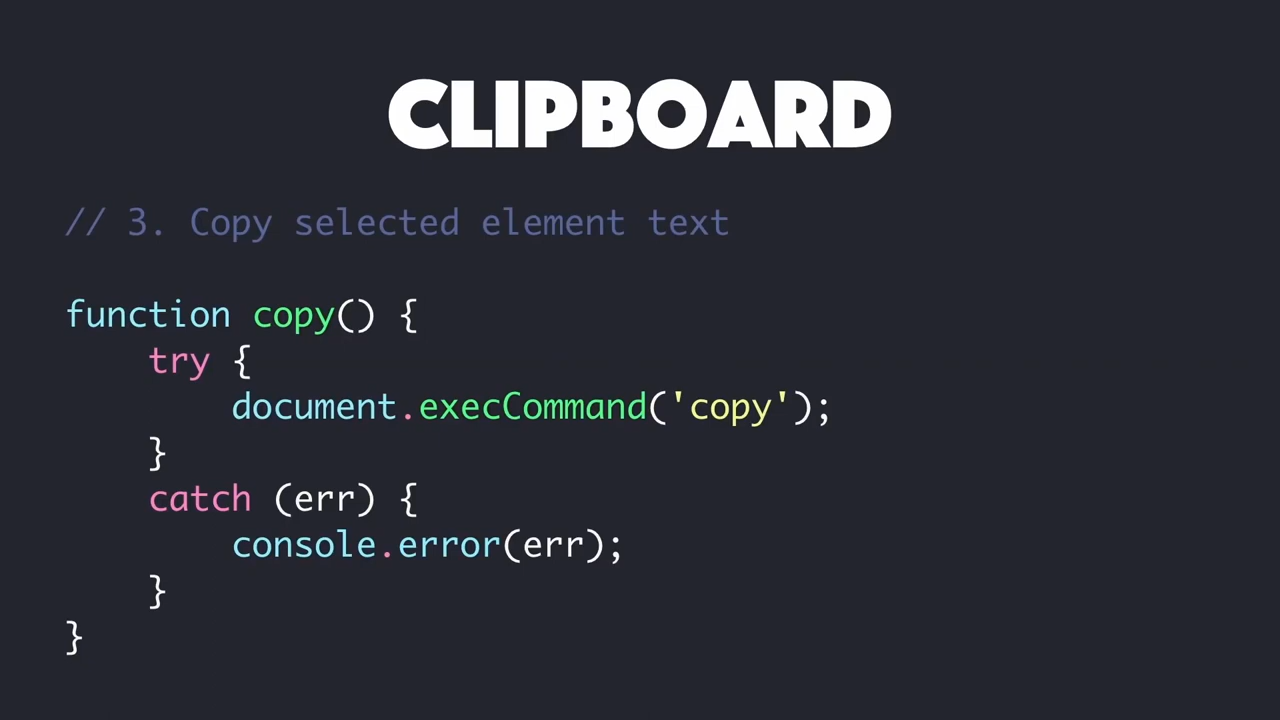 CLIPBOARD
// 3. Copy selected element text
function copy() {
    try {
        document.execCommand('copy');
    }
    catch (err) {
        console.error(err);
    }
}